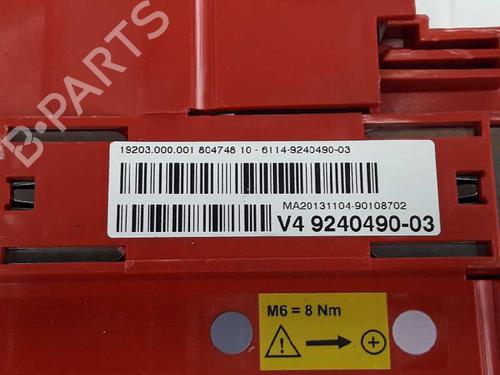 19203.000.001 804748 10 - 6114-9240490-03
MA20131104-90108702
V4 9240490-03
M6 = 8 Nm
B-PARTS